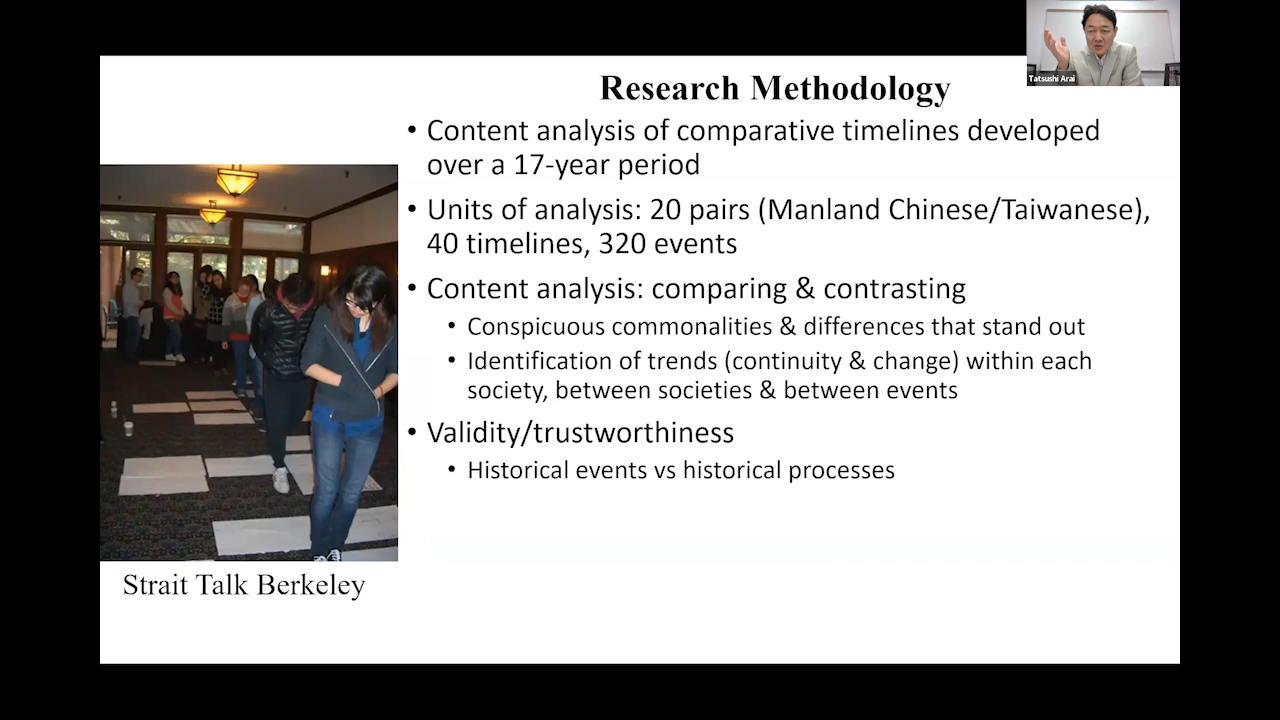 Tatsushi Arai
Research Methodology
• Content analysis of comparative timelines developed
over a 17-year period
• Units of analysis: 20 pairs (Manland Chinese/Taiwanese),
40 timelines, 320 events
• Content analysis: comparing & contrasting
• Conspicuous commonalities & differences that stand out
• Identification of trends (continuity & change) within each
society, between societies & between events
• Validity/trustworthiness
• Historical events vs historical processes
Strait Talk Berkeley